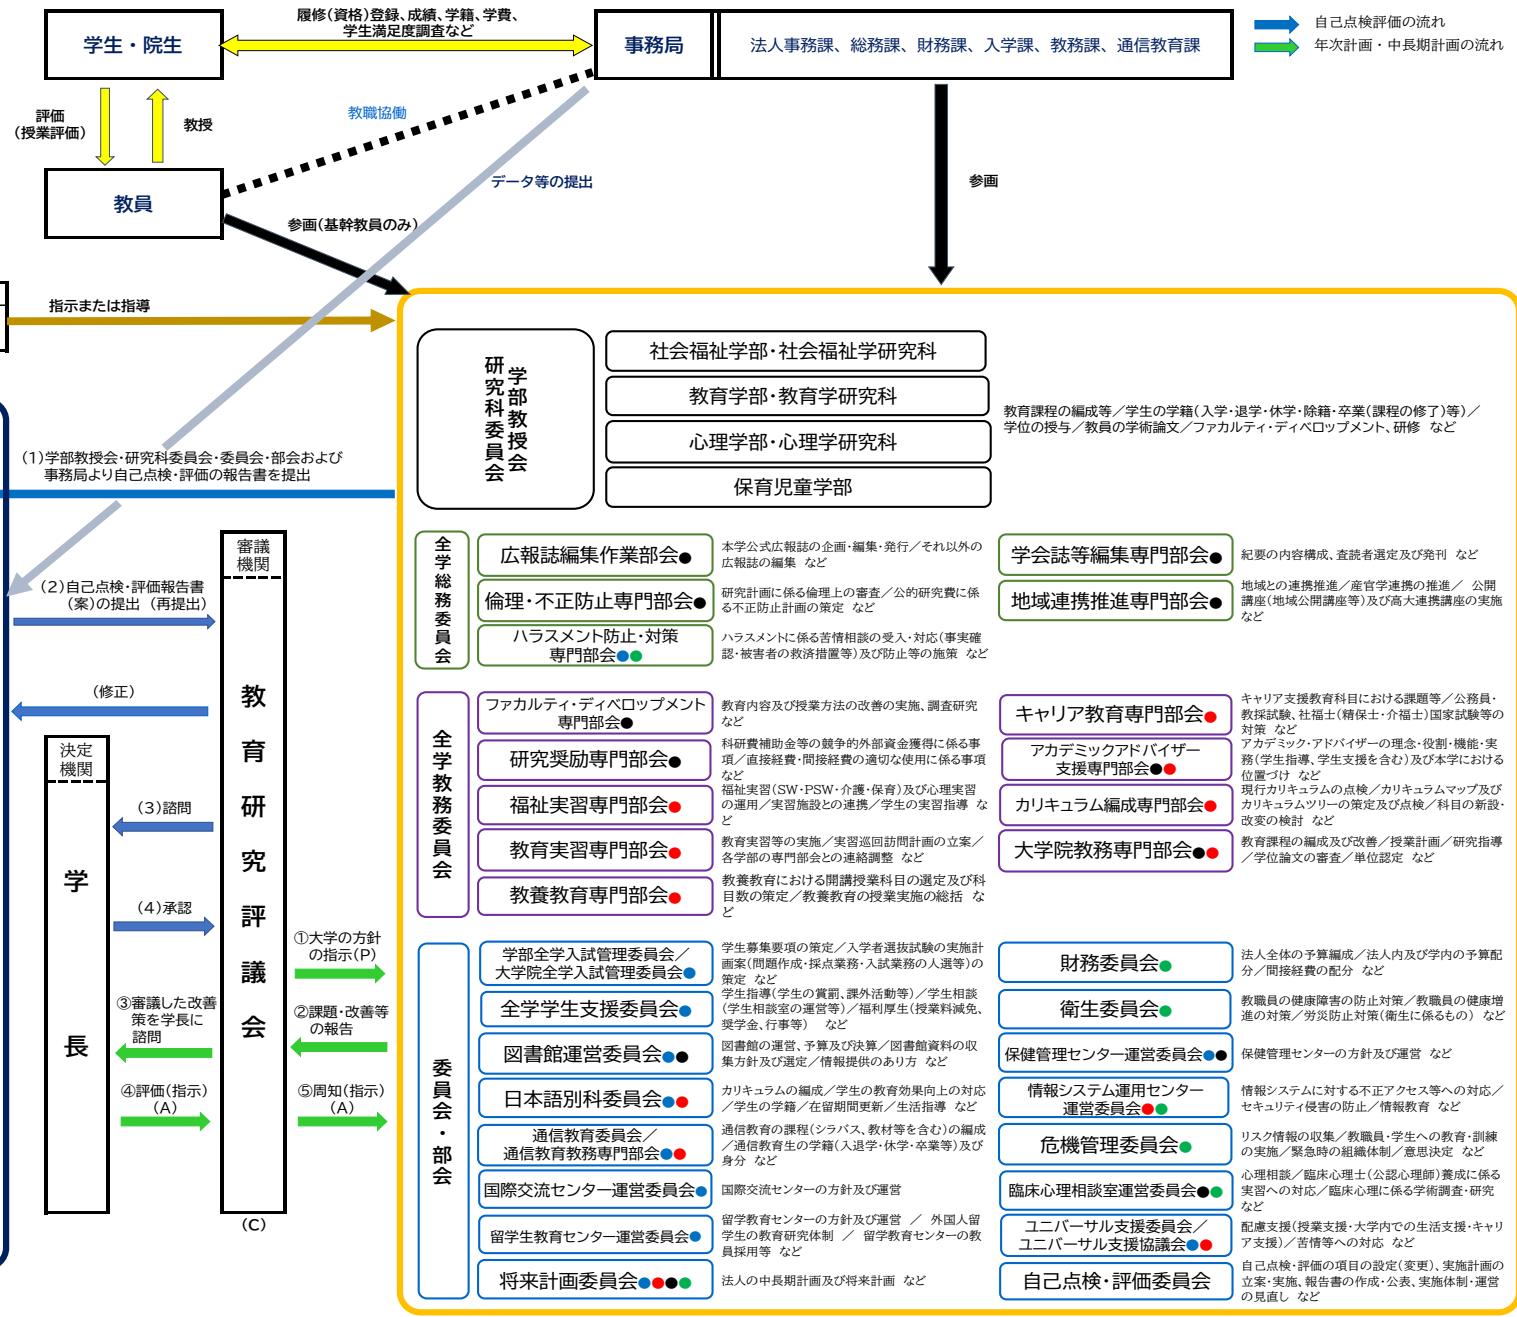 履修(資格)登録、成績、学籍、学費、
学生満足度調査など
学生・院生
事務局
法人事務課、総務課、財務課、入学課、教務課、通信教育課
自己点検評価の流れ
年次計画・中長期計画の流れ
評価
(授業評価)
教授
教職協働
データ等の提出
教員
参画(基幹教員のみ)
参画
指示または指導
学部教授会
研究科委員会
社会福祉学部・社会福祉学研究科
教育学部・教育学研究科
心理学部・心理学研究科
保育児童学部
教育課程の編成等／学生の学籍(入学・退学・休学・除籍・卒業(課程の修了)等)／
学位の授与／教員の学術論文／ファカルティ・ディベロップメント、研修 など
(1)学部教授会・研究科委員会・委員会・部会および
事務局より自己点検・評価の報告書を提出
審議
機関
教育研究評議会
(C)
(2)自己点検・評価報告書
(案)の提出 (再提出)
(修正)
決定
機関
学長
(3)諮問
(4)承認
①大学の方針
の指示(P)
②課題・改善等
の報告
③審議した改善
策を学長に
諮問
④評価(指示)
(A)
⑤周知(指示)
(A)
全学総務委員会
広報誌編集作業部会●
本学公式広報誌の企画・編集・発行／それ以外の
広報誌の編集 など
学会誌等編集専門部会●
紀要の内容構成、査読者選定及び発刊 など
倫理・不正防止専門部会●
研究計画に係る倫理上の審査／公的研究費に係
る不正防止計画の策定 など
地域連携推進専門部会●
地域との連携推進／産官学連携の推進／ 公開
講座(地域公開講座等)及び高大連携講座の実施
など
ハラスメント防止・対策
専門部会●●
ハラスメントに係る苦情相談の受入・対応(事実確
認・被害者の救済措置等)及び防止等の施策 など
全学教務委員会
ファカルティ・ディベロップメント
専門部会●
教育内容及び授業方法の改善の実施、調査研究
など
キャリア教育専門部会●
キャリア支援教育科目における課題等／公務員・
教採試験、社福士(精保士・介福士)国家試験等の
対策 など
研究奨励専門部会●
科研費補助金等の競争的外部資金獲得に係る事
項／直接経費・間接経費の適切な使用に係る事項
など
アカデミックアドバイザー
支援専門部会●●
アカデミック・アドバイザーの理念・役割・機能・実
務(学生指導、学生支援を含む)及び本学における
位置づけ など
福祉実習専門部会●
福祉実習(SW・PSW・介護・保育)及び心理実習
の運用／実習施設との連携／学生の実習指導 な
ど
カリキュラム編成専門部会●
現行カリキュラムの点検／カリキュラムマップ及び
カリキュラムツリーの策定及び点検／科目の新設・
改変の検討 など
教育実習専門部会●
教育実習等の実施／実習巡回訪問計画の立案／
各学部の専門部会との連絡調整 など
大学院教務専門部会●●
教育課程の編成及び改善／授業計画／研究指導
／学位論文の審査／単位認定 など
教養教育専門部会●
教養教育における開講授業科目の選定及び科
目数の策定／教養教育の授業実施の総括 な
ど
委員会・部会
学部全学入試管理委員会／
大学院全学入試管理委員会●
学生募集要項の策定／入学者選抜試験の実施計
画案(問題作成・採点業務・入試業務の人選等)の
策定 など
財務委員会●
法人全体の予算編成／法人内及び学内の予算配
分／間接経費の配分 など
全学学生支援委員会●
学生指導(学生の賞罰、課外活動等)／学生相談
(学生相談室の運営等)／福利厚生(授業料減免、
奨学金、行事等) など
衛生委員会●
教職員の健康障害の防止対策／教職員の健康増
進の対策／労災防止対策(衛生に係るもの) など
図書館運営委員会●●
図書館の運営、予算及び決算／図書館資料の収
集方針及び選定／情報提供のあり方 など
保健管理センター運営委員会●●
保健管理センターの方針及び運営 など
日本語別科委員会●●
カリキュラムの編成／学生の教育効果向上の対応
／学生の学籍／在留期間更新／生活指導 など
情報システム運用センター
運営委員会●●
情報システムに対する不正アクセス等への対応／
セキュリティ侵害の防止／情報教育 など
通信教育委員会／
通信教育教務専門部会●●
通信教育の課程(シラバス、教材等を含む)の編成
／通信教育生の学籍(入退学・休学・卒業等)及び
身分 など
危機管理委員会●
リスク情報の収集／教職員・学生への教育・訓練
の実施／緊急時の組織体制／意思決定 など
国際交流センター運営委員会●
国際交流センターの方針及び運営
臨床心理相談室運営委員会●●
心理相談／臨床心理士(公認心理師)養成に係る
実習への対応／臨床心理に係る学術調査・研究
など
留学生教育センター運営委員会●
留学教育センターの方針及び運営 ／ 外国人留
学生の教育研究体制 ／ 留学教育センターの教
員採用等 など
ユニバーサル支援委員会／
ユニバーサル支援協議会●●
配慮支援(授業支援・大学内での生活支援・キャリ
ア支援)／苦情等への対応 など
将来計画委員会●●●●
法人の中長期計画及び将来計画 など
自己点検・評価委員会
自己点検・評価の項目の設定(変更)、実施計画の
立案・実施、報告書の作成・公表、実施体制・運営
の見直し など